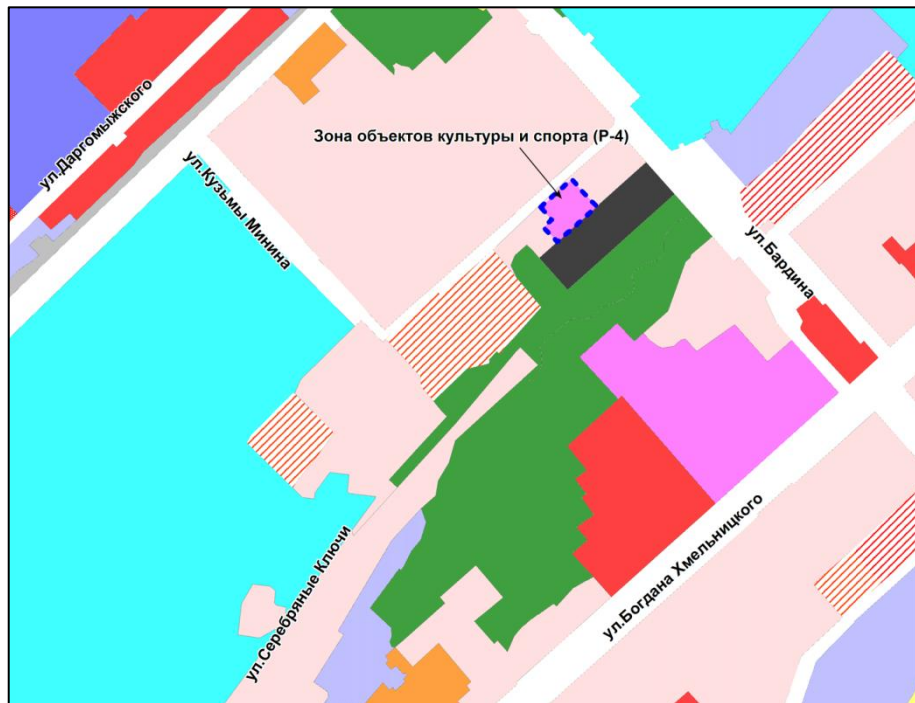 ул.Даргомыжского
Зона объектов культуры и спорта (Р-4)
ул.Кузьмы Минина
ул.Бардина
ул.Богдана Хмельницкого
ул.Серебряные Ключи